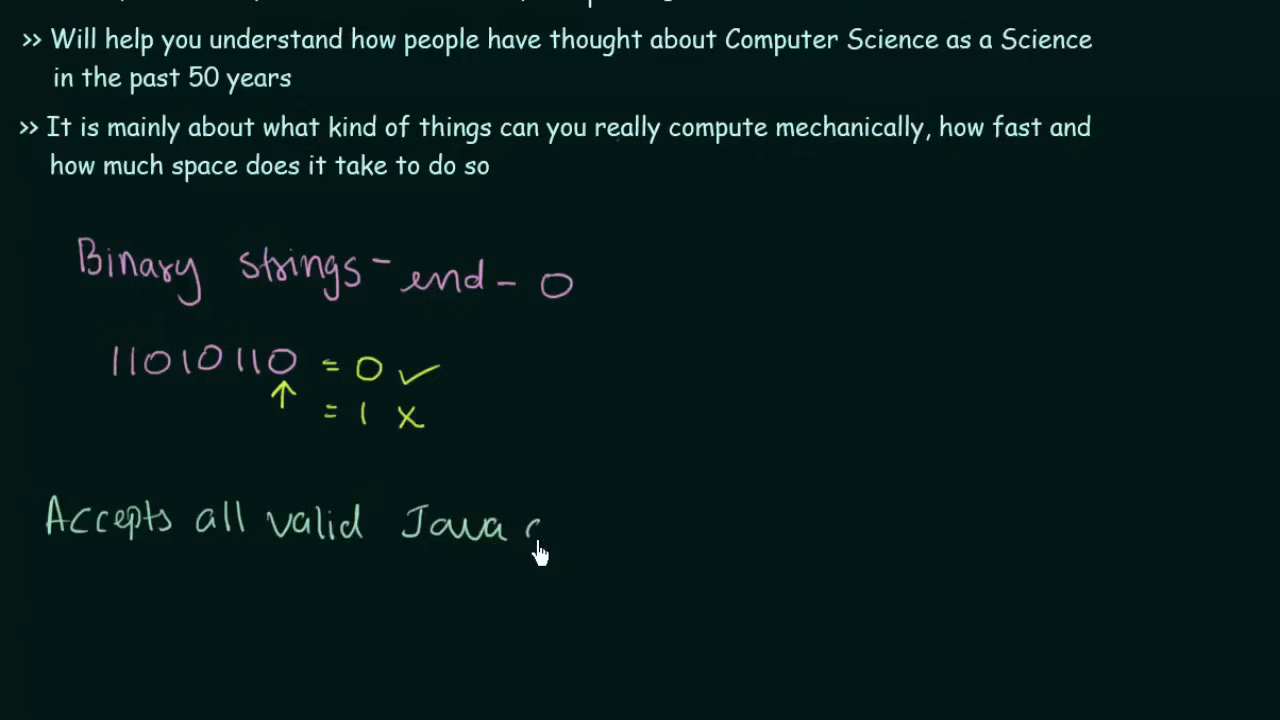 >> Will help you understand how people have thought about Computer Science as a Science
in the past 50 years
>> It is mainly about what kind of things can you really compute mechanically, how fast and
how much space does it take to do so
Binary strings - end - 0
11010110 = 0 ✓
↑ = 1 x
Accepts all valid Java